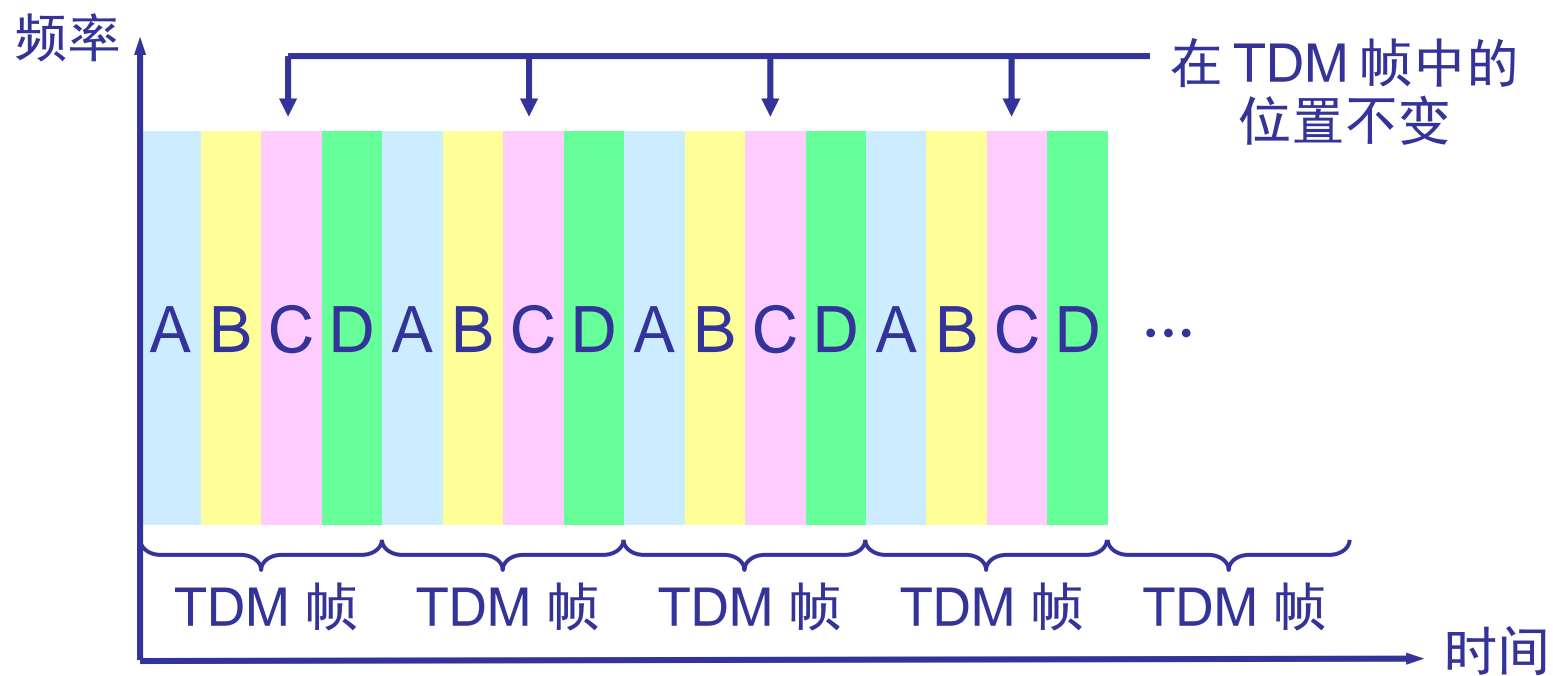 频率
在 TDM 帧中的
位置不变
A B C D A B C D A B C D A B C D …
TDM 帧 TDM 帧 TDM 帧 TDM 帧 TDM 帧
时间